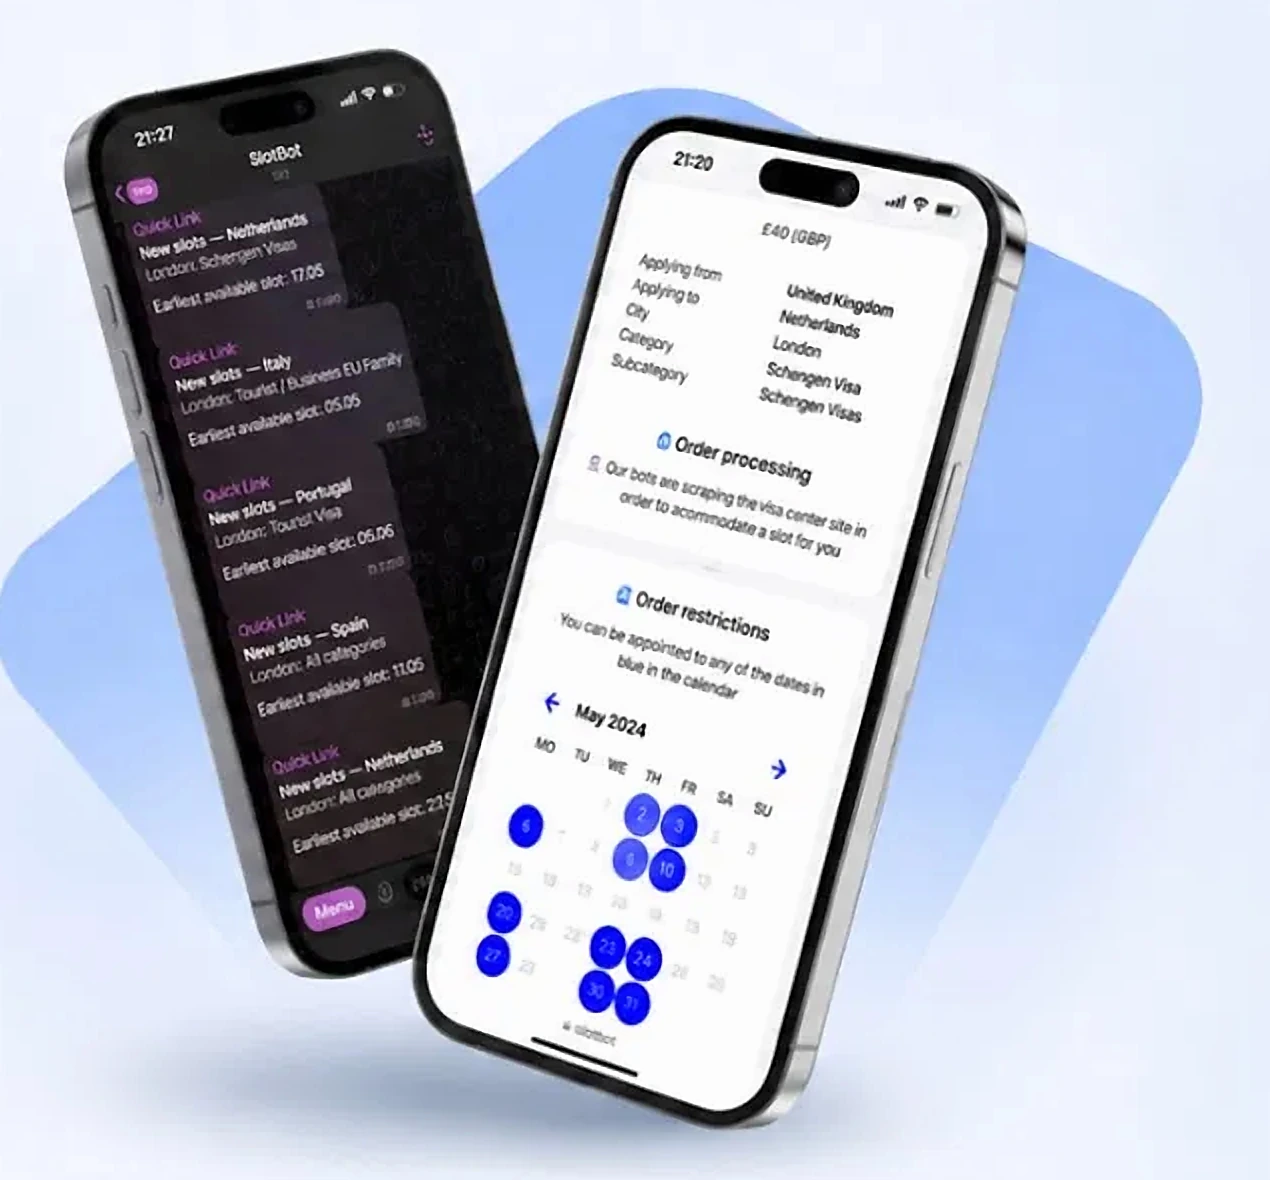 21:27
SlotBot
Quick Link
New slots — Netherlands
London: Schengen Visas
Earliest available slot: 17.05
Quick Link
New slots — Italy
London: Tourist / Business EU Family
Earliest available slot: 05.05
Quick Link
New slots — Portugal
London: Tourist Visa
Earliest available slot: 06.06
Quick Link
New slots — Spain
London: All categories
Earliest available slot: 11.05
Quick Link
New slots — Netherlands
London: All categories
Earliest available slot:
Menu
21:20
£40 (GBP)
Applying from United Kingdom
Applying to Netherlands
City London
Category Schengen Visa
Subcategory Schengen Visas
Order processing
Our bots are scraping the visa center site in
order to acommodate a slot for you
Order restrictions
You can be appointed to any of the dates in
blue in the calendar
May 2024
MO TU WE TH FR SA SU
2 3
6 10
20 23 24
27 30 31
slotbot